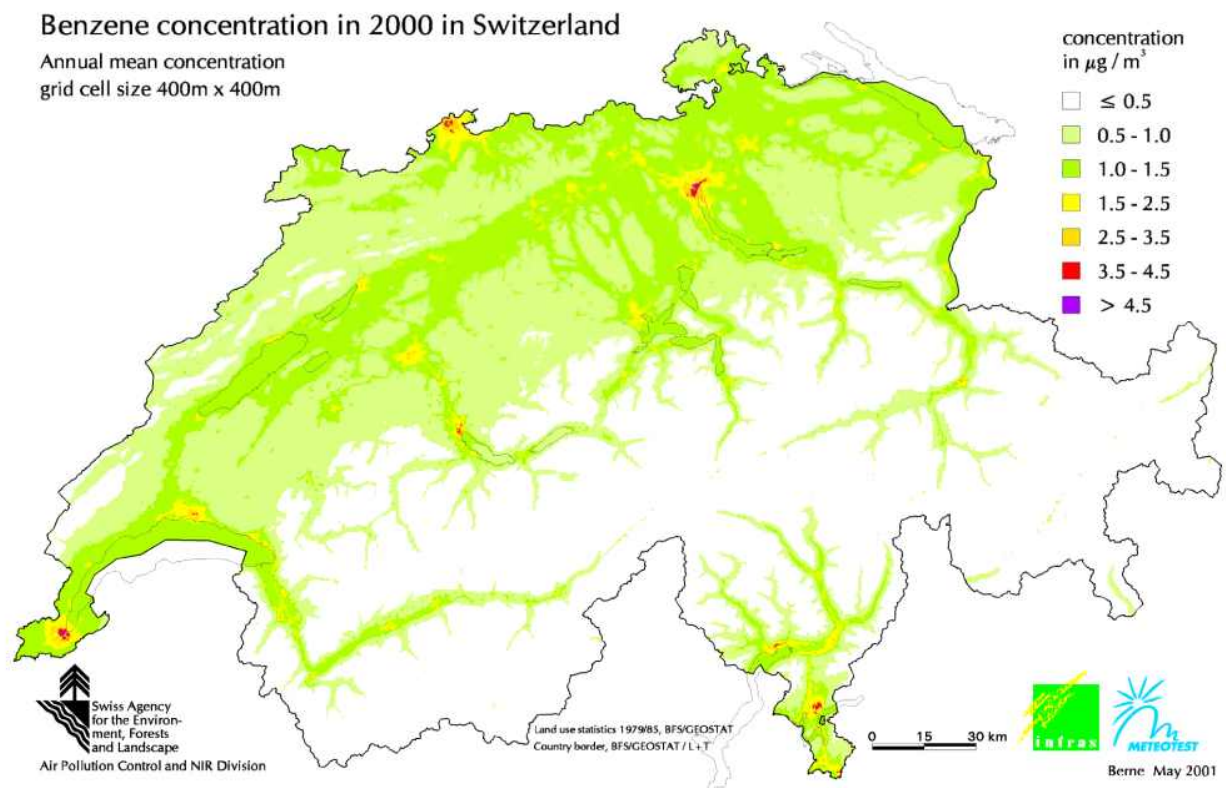 Benzene concentration in 2000 in Switzerland
Annual mean concentration
grid cell size 400m x 400m
concentration
in µg / m³
≤ 0.5
0.5 - 1.0
1.0 - 1.5
1.5 - 2.5
2.5 - 3.5
3.5 - 4.5
> 4.5
Swiss Agency
for the Environ-
ment, Forests
and Landscape
Air Pollution Control and NIR Division
Land use statistics 1979/85, BFS/GEOSTAT
Country border, BFS/GEOSTAT / L+T
0 15 30 km
infras
METEOTEST
Berne May 2001